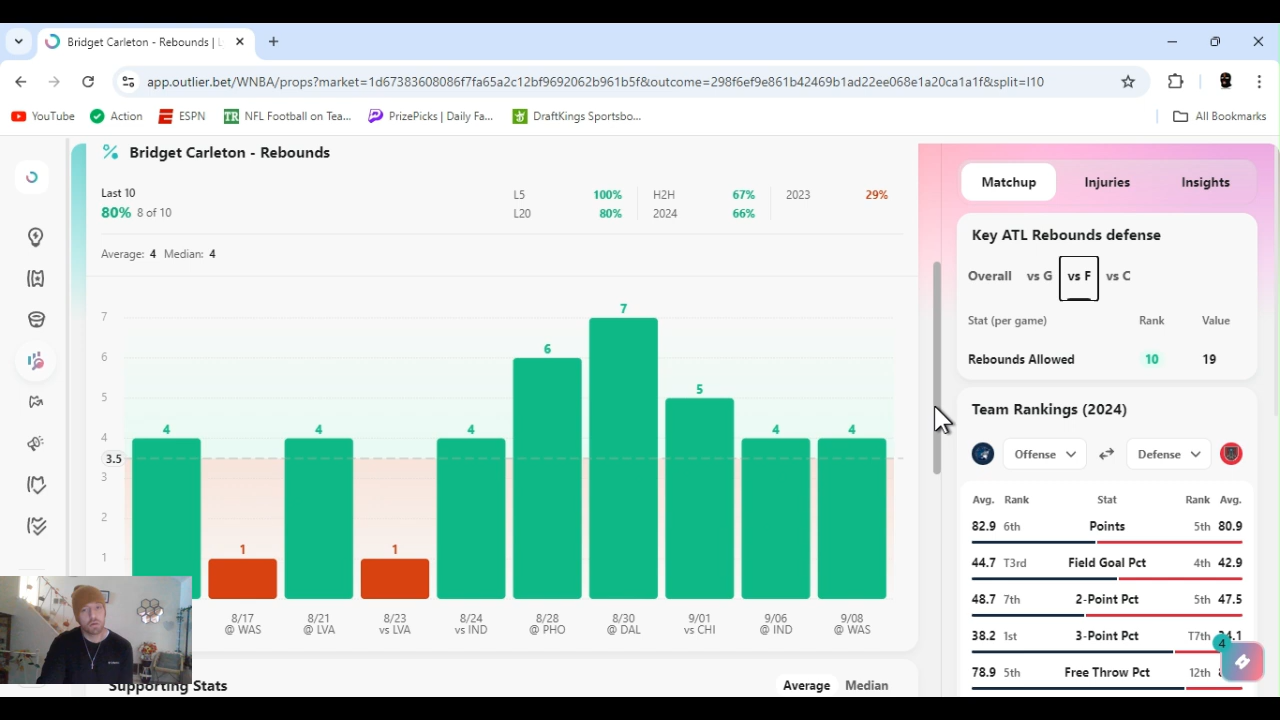 Bridget Carleton - Rebounds | L
app.outlier.bet/WNBA/props?market=1d67383608086f7fa65a2c12bf9692062b961b5f&outcome=298f6ef9e861b42469b1ad22ee068e1a20ca1a1f&split=l10
YouTube Action ESPN NFL Football on Tea... PrizePicks | Daily Fa... DraftKings Sportsbo... All Bookmarks
Bridget Carleton - Rebounds
Last 10
80% 8 of 10
L5 100% H2H 67% 2023 29%
L20 80% 2024 66%
Average: 4 Median: 4
7
6
5
4
3.5
3
2
1
4 1 4 1 4 6 7 5 4 4
8/17 8/21 8/23 8/24 8/28 8/30 9/01 9/06 9/08
@ WAS @ LVA vs LVA vs IND @ PHO @ DAL vs CHI @ IND @ WAS
Supporting Stats
Average Median
Matchup Injuries Insights
Key ATL Rebounds defense
Overall vs G vs F vs C
Stat (per game) Rank Value
Rebounds Allowed 10 19
Team Rankings (2024)
Offense Defense
Avg. Rank Stat Rank Avg.
82.9 6th Points 5th 80.9
44.7 T3rd Field Goal Pct 4th 42.9
48.7 7th 2-Point Pct 5th 47.5
38.2 1st 3-Point Pct T7th
4
78.9 5th Free Throw Pct 12th